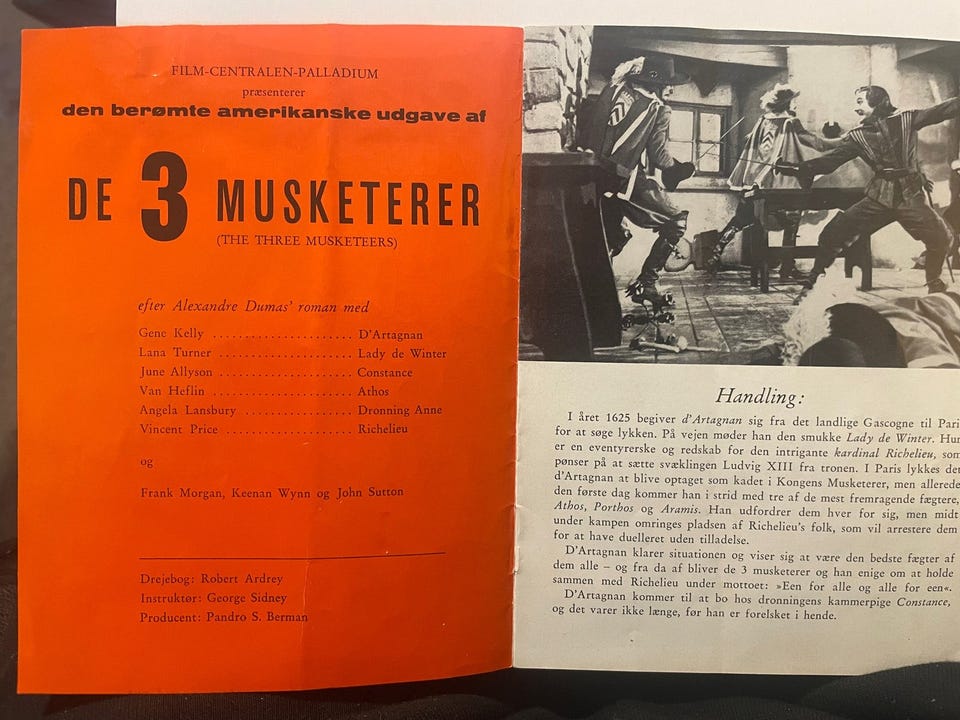 FILM-CENTRALEN-PALLADIUM
præsenterer
den berømte amerikanske udgave af
DE 3 MUSKETERER
(THE THREE MUSKETEERS)
efter Alexandre Dumas' roman med
Gene Kelly ..................... D'Artagnan
Lana Turner .................... Lady de Winter
June Allyson ................... Constance
Van Heflin ..................... Athos
Angela Lansbury ................ Dronning Anne
Vincent Price .................. Richelieu
og
Frank Morgan, Keenan Wynn og John Sutton
Drejebog: Robert Ardrey
Instruktør: George Sidney
Producent: Pandro S. Berman
Handling:
I året 1625 begiver d'Artagnan sig fra det landlige Gascogne til Pari
for at søge lykken. På vejen møder han den smukke Lady de Winter. Hun
er en eventyrerske og redskab for den intrigante kardinal Richelieu, som
pønser på at sætte svæklingen Ludvig XIII fra tronen. I Paris lykkes det
d'Artagnan at blive optaget som kadet i Kongens Musketerer, men allerede
den første dag kommer han i strid med tre af de mest fremragende fægtere,
Athos, Porthos og Aramis. Han udfordrer dem hver for sig, men midt
under kampen omringes pladsen af Richelieu's folk, som vil arrestere dem
for at have duelleret uden tilladelse.
D'Artagnan klarer situationen og viser sig at være den bedste fægter af
dem alle – og fra da af bliver de 3 musketerer og han enige om at holde
sammen med Richelieu under mottoet: »Een for alle og alle for een«.
D'Artagnan kommer til at bo hos dronningens kammerpige Constance,
og det varer ikke længe, før han er forelsket i hende.